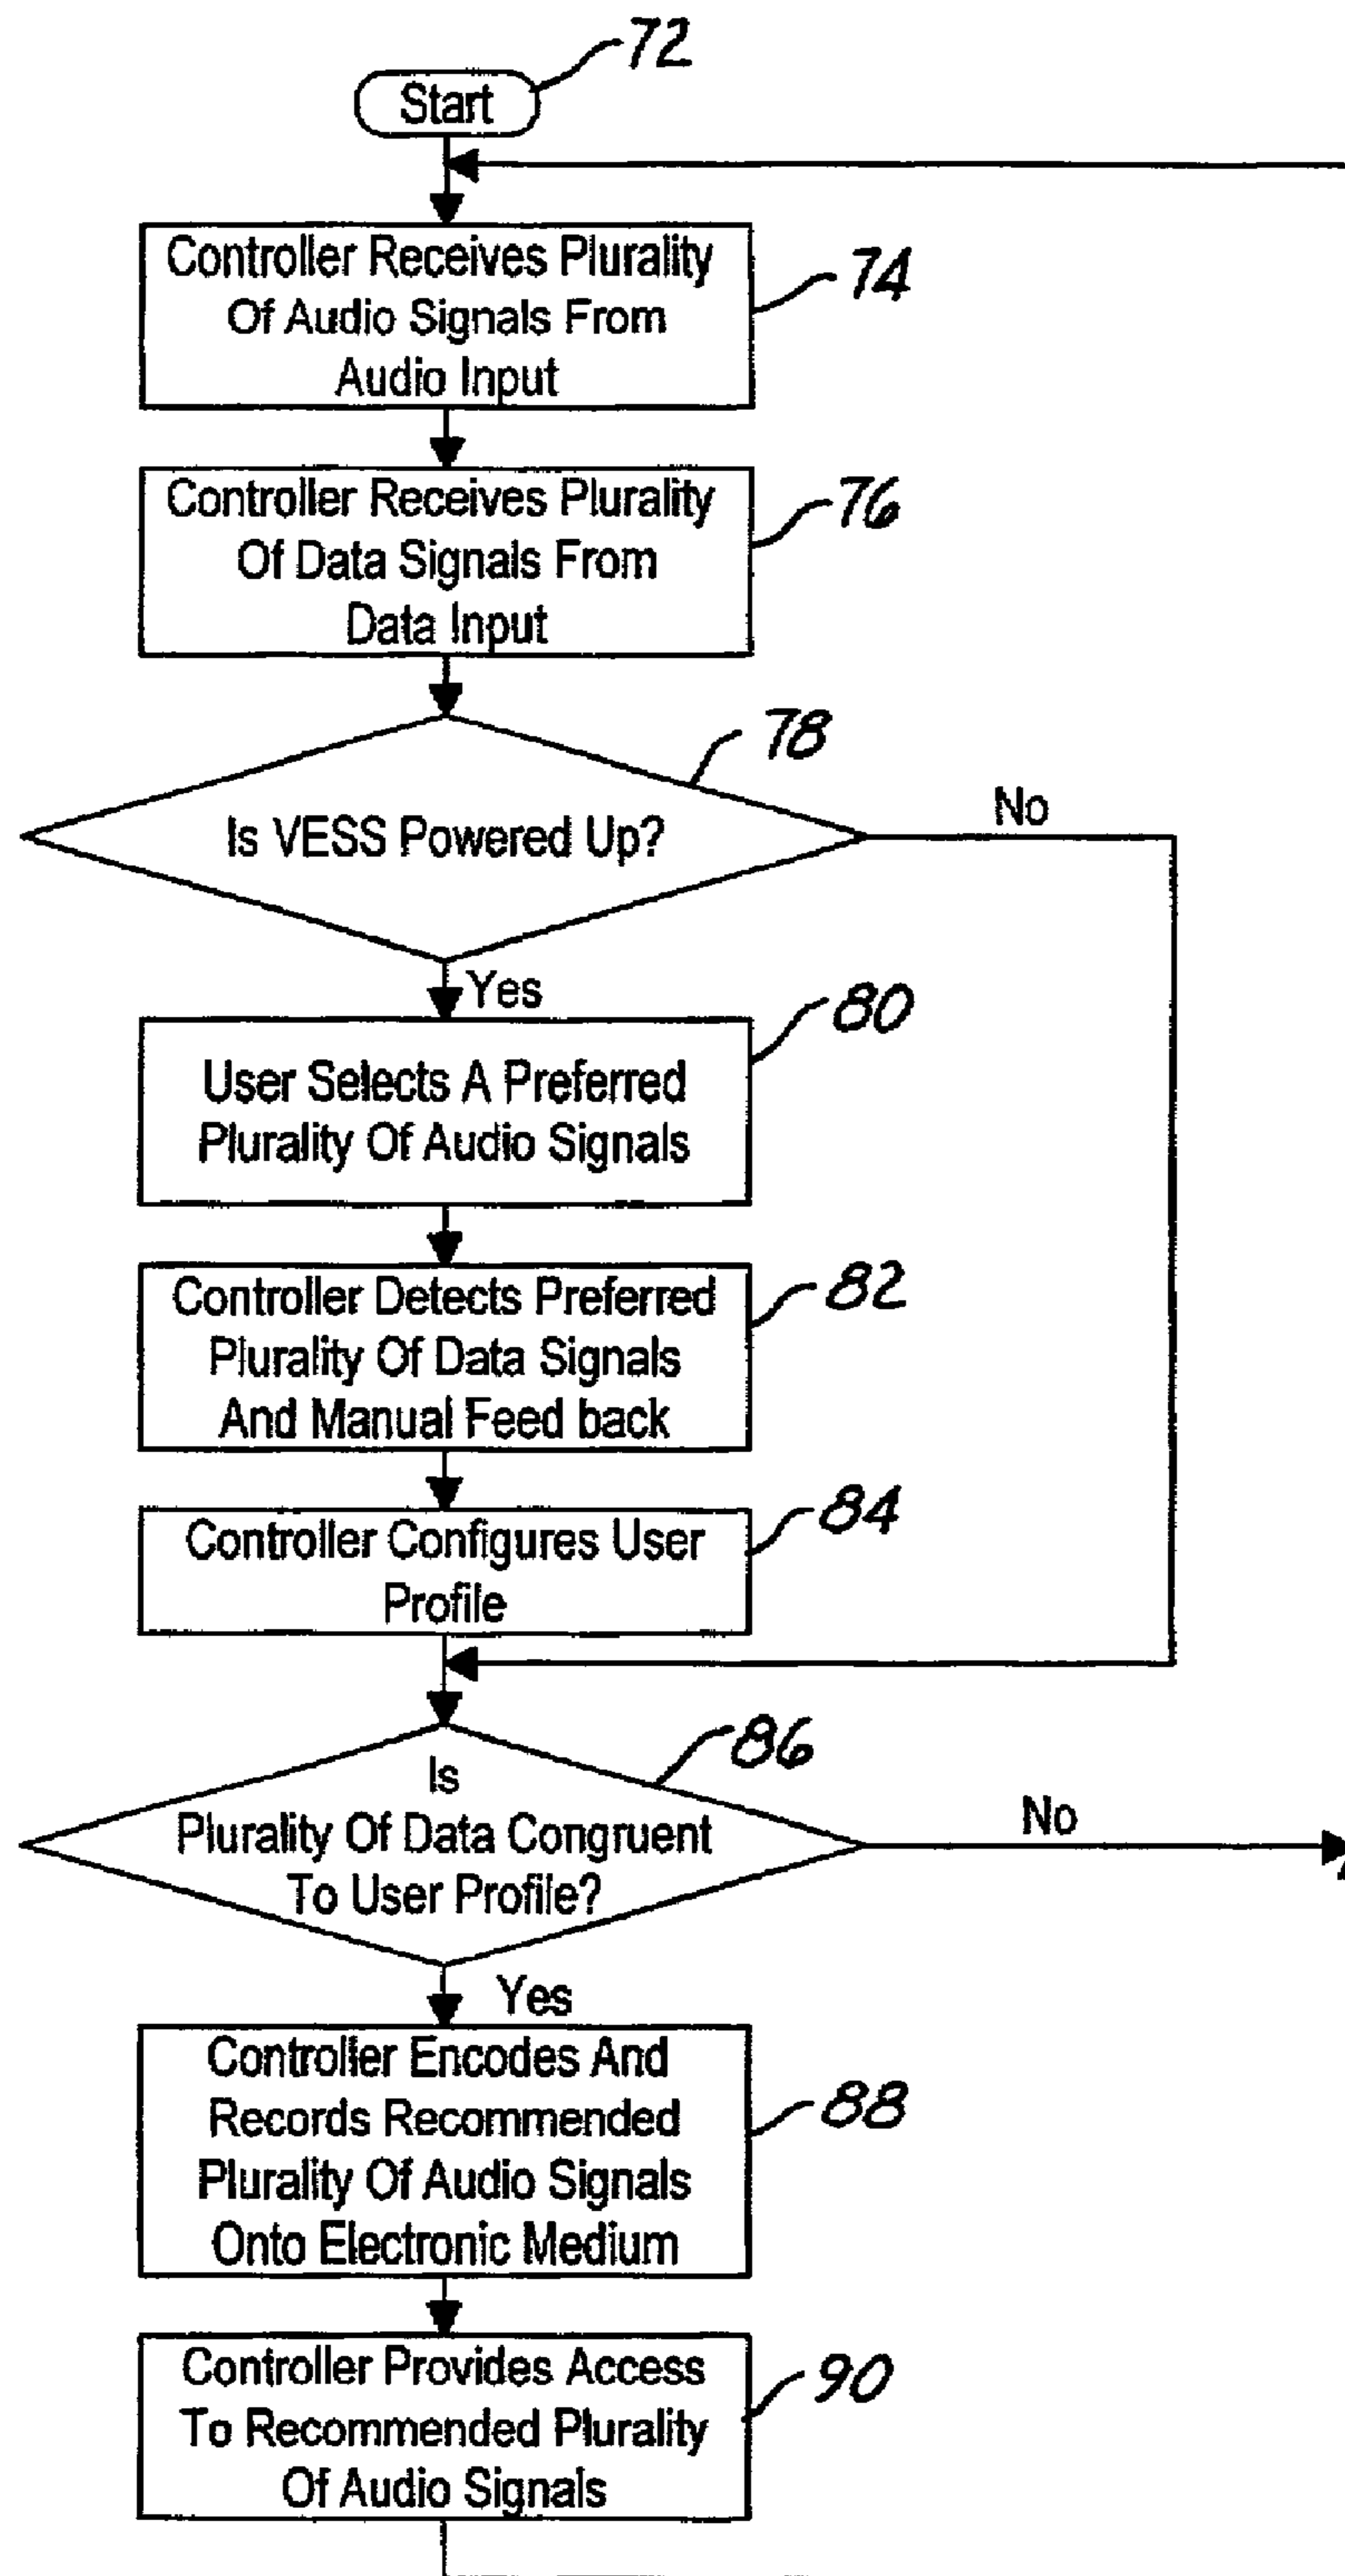 72
Start
Controller Receives Plurality
Of Audio Signals From
Audio Input
74
Controller Receives Plurality
Of Data Signals From
Data Input
76
78
Is VESS Powered Up?
No
Yes
User Selects A Preferred
Plurality Of Audio Signals
80
Controller Detects Preferred
Plurality Of Data Signals
And Manual Feed back
82
Controller Configures User
Profile
84
86
Is
Plurality Of Data Congruent
To User Profile?
No
Yes
Controller Encodes And
Records Recommended
Plurality Of Audio Signals
Onto Electronic Medium
88
Controller Provides Access
To Recommended Plurality
Of Audio Signals
90